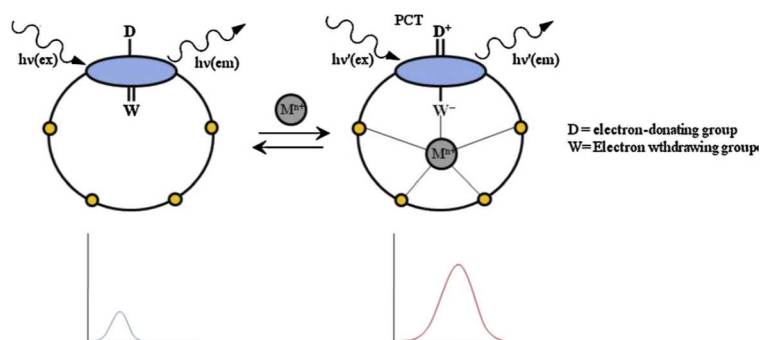 D
hν(ex)
hν(em)
W
Mⁿ⁺
PCT
D⁺
hν'(ex)
hν'(em)
W⁻
Mⁿ⁺
D = electron-donating group
W= Electron wthdrawing groupe